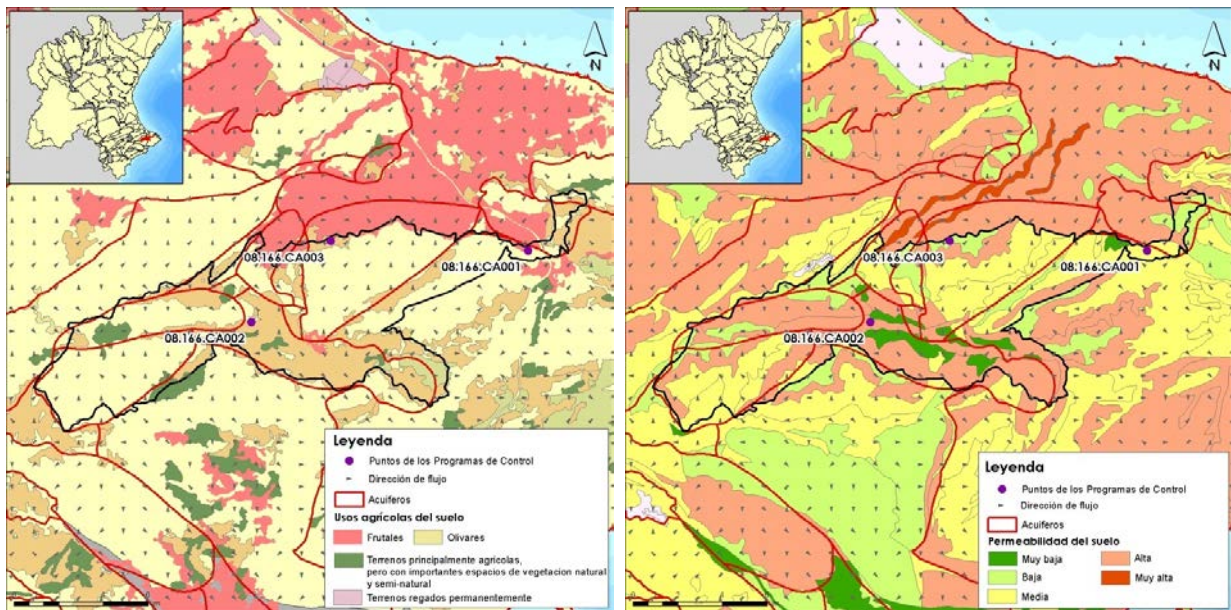 N
08.166.CA003
08.166.CA001
08.166.CA002
Leyenda
Puntos de los Programas de Control
Dirección de flujo
Acuiferos
Usos agrícolas del suelo
Frutales
Olivares
Terrenos principalmente agrícolas,
pero con importantes espacios de vegetacion natural
y semi-natural
Terrenos regados permanentemente
N
08.166.CA003
08.166.CA001
08.166.CA002
Leyenda
Puntos de los Programas de Control
Dirección de flujo
Acuiferos
Permeabilidad del suelo
Muy baja
Alta
Baja
Muy alta
Media